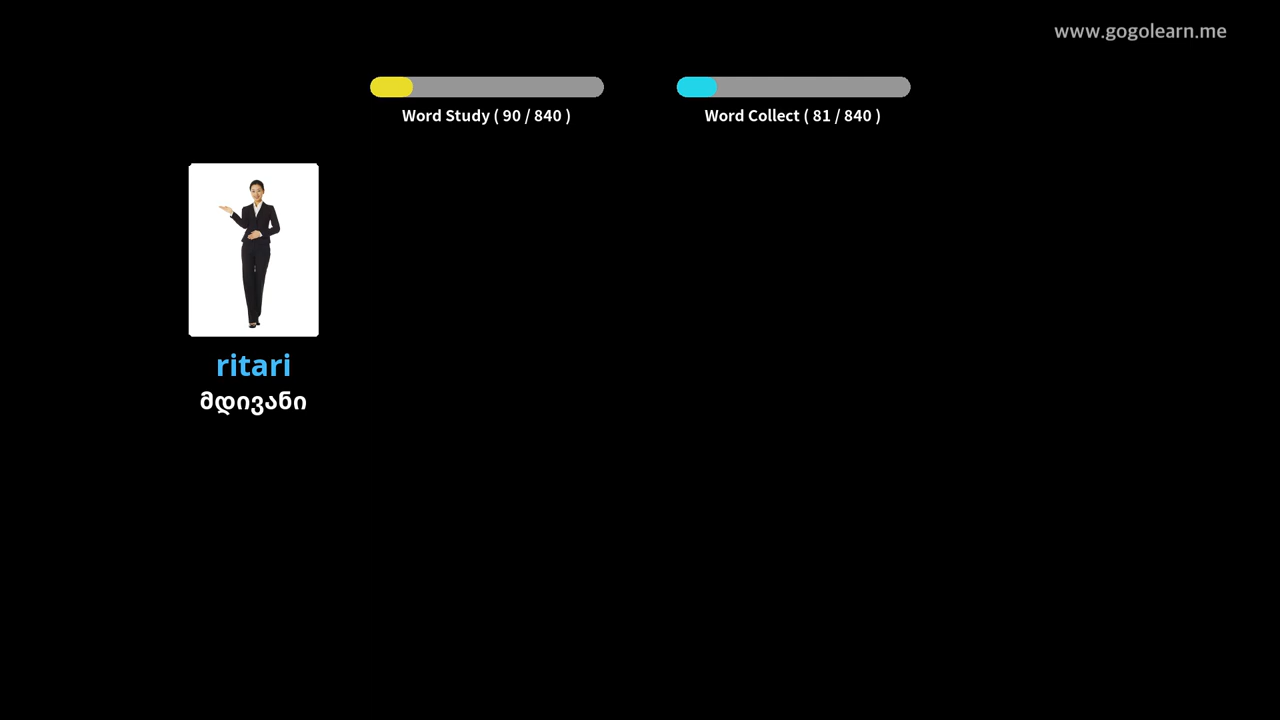 www.gogolearn.me
Word Study ( 90 / 840 )
Word Collect ( 81 / 840 )
ritari
მდივანი